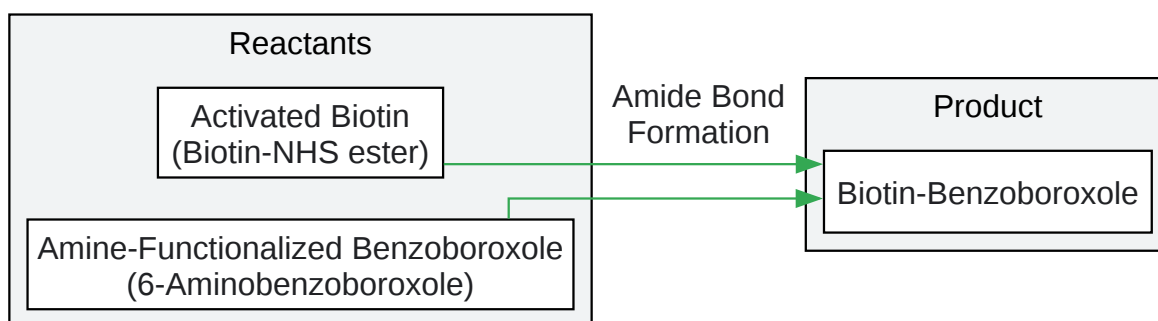 Reactants
Activated Biotin
(Biotin-NHS ester)
Amine-Functionalized Benzoboroxole
(6-Aminobenzoboroxole)
Amide Bond
Formation
Product
Biotin-Benzoboroxole